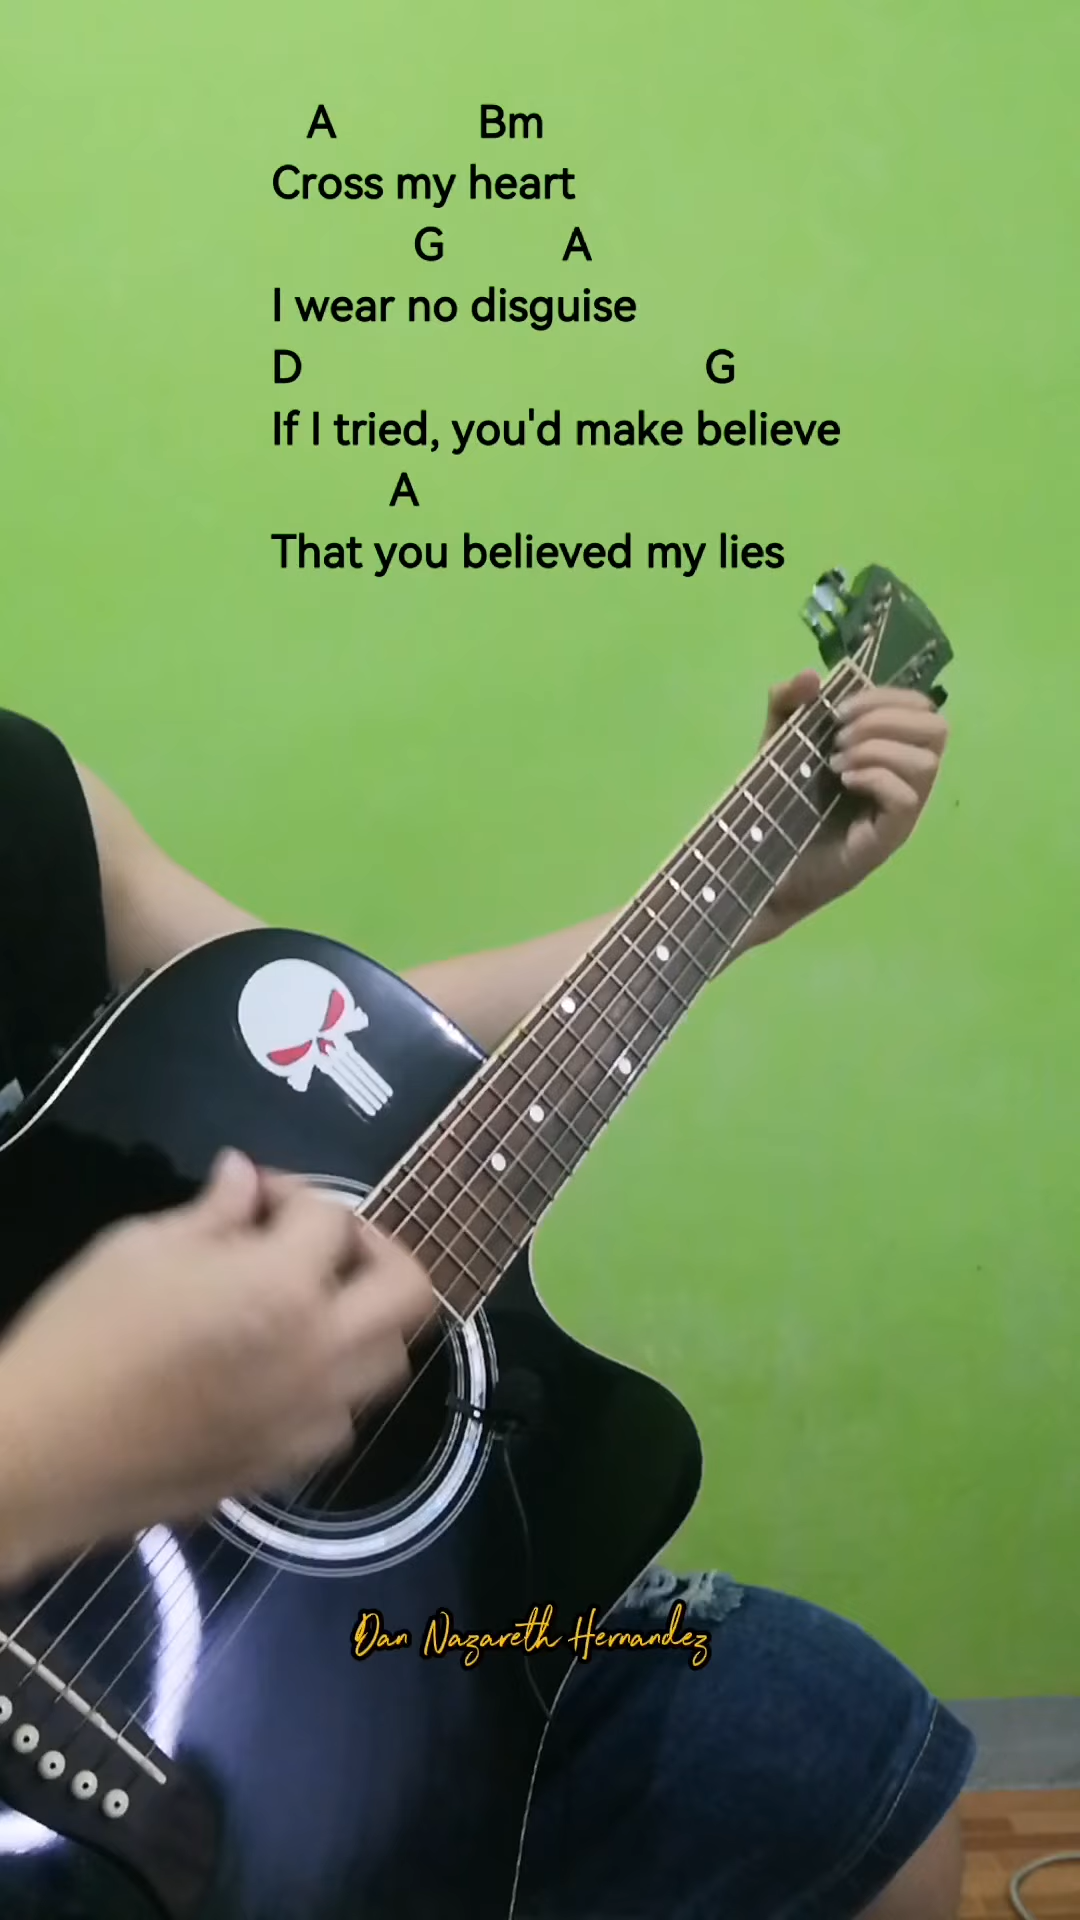 A Bm
Cross my heart
G A
I wear no disguise
D G
If I tried, you'd make believe
A
That you believed my lies
Dan Nazareth Hernandez